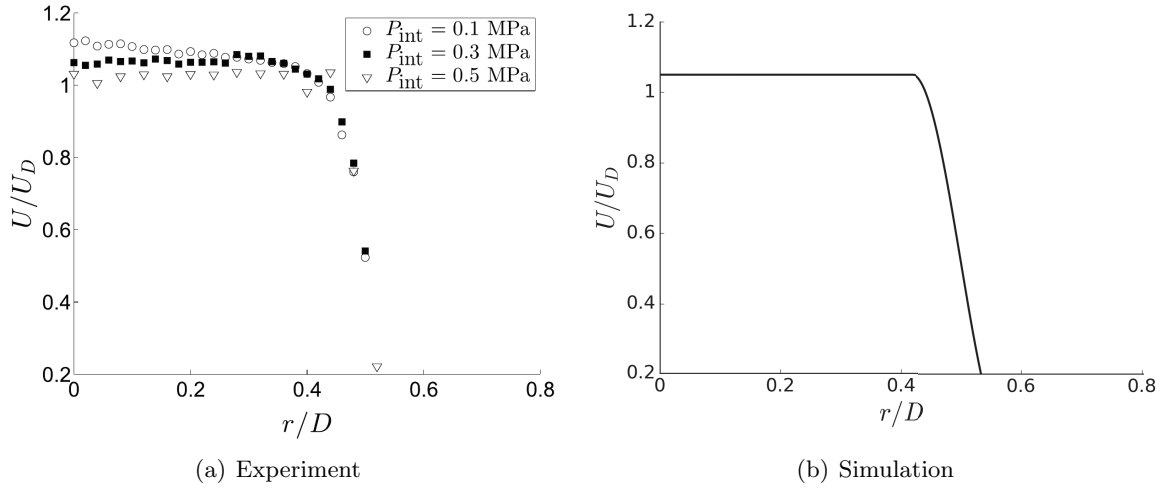 1.2
1
0.8
0.6
0.4
0.2
U/U_D
0 0.2 0.4 0.6 0.8
r/D
P_int = 0.1 MPa
P_int = 0.3 MPa
P_int = 0.5 MPa
(a) Experiment
1.2
1
0.8
0.6
0.4
0.2
U/U_D
0 0.2 0.4 0.6 0.8
r/D
(b) Simulation